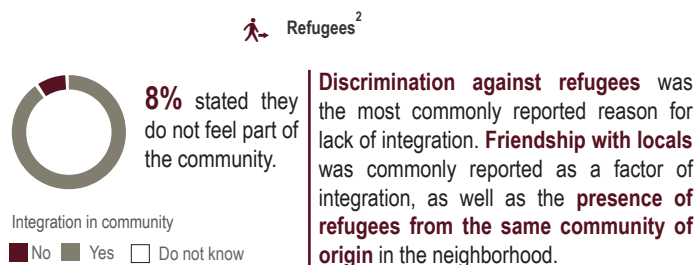 Refugees2
8% stated they
do not feel part of
the community.
Integration in community
No Yes Do not know
Discrimination against refugees was
the most commonly reported reason for
lack of integration. Friendship with locals
was commonly reported as a factor of
integration, as well as the presence of
refugees from the same community of
origin in the neighborhood.